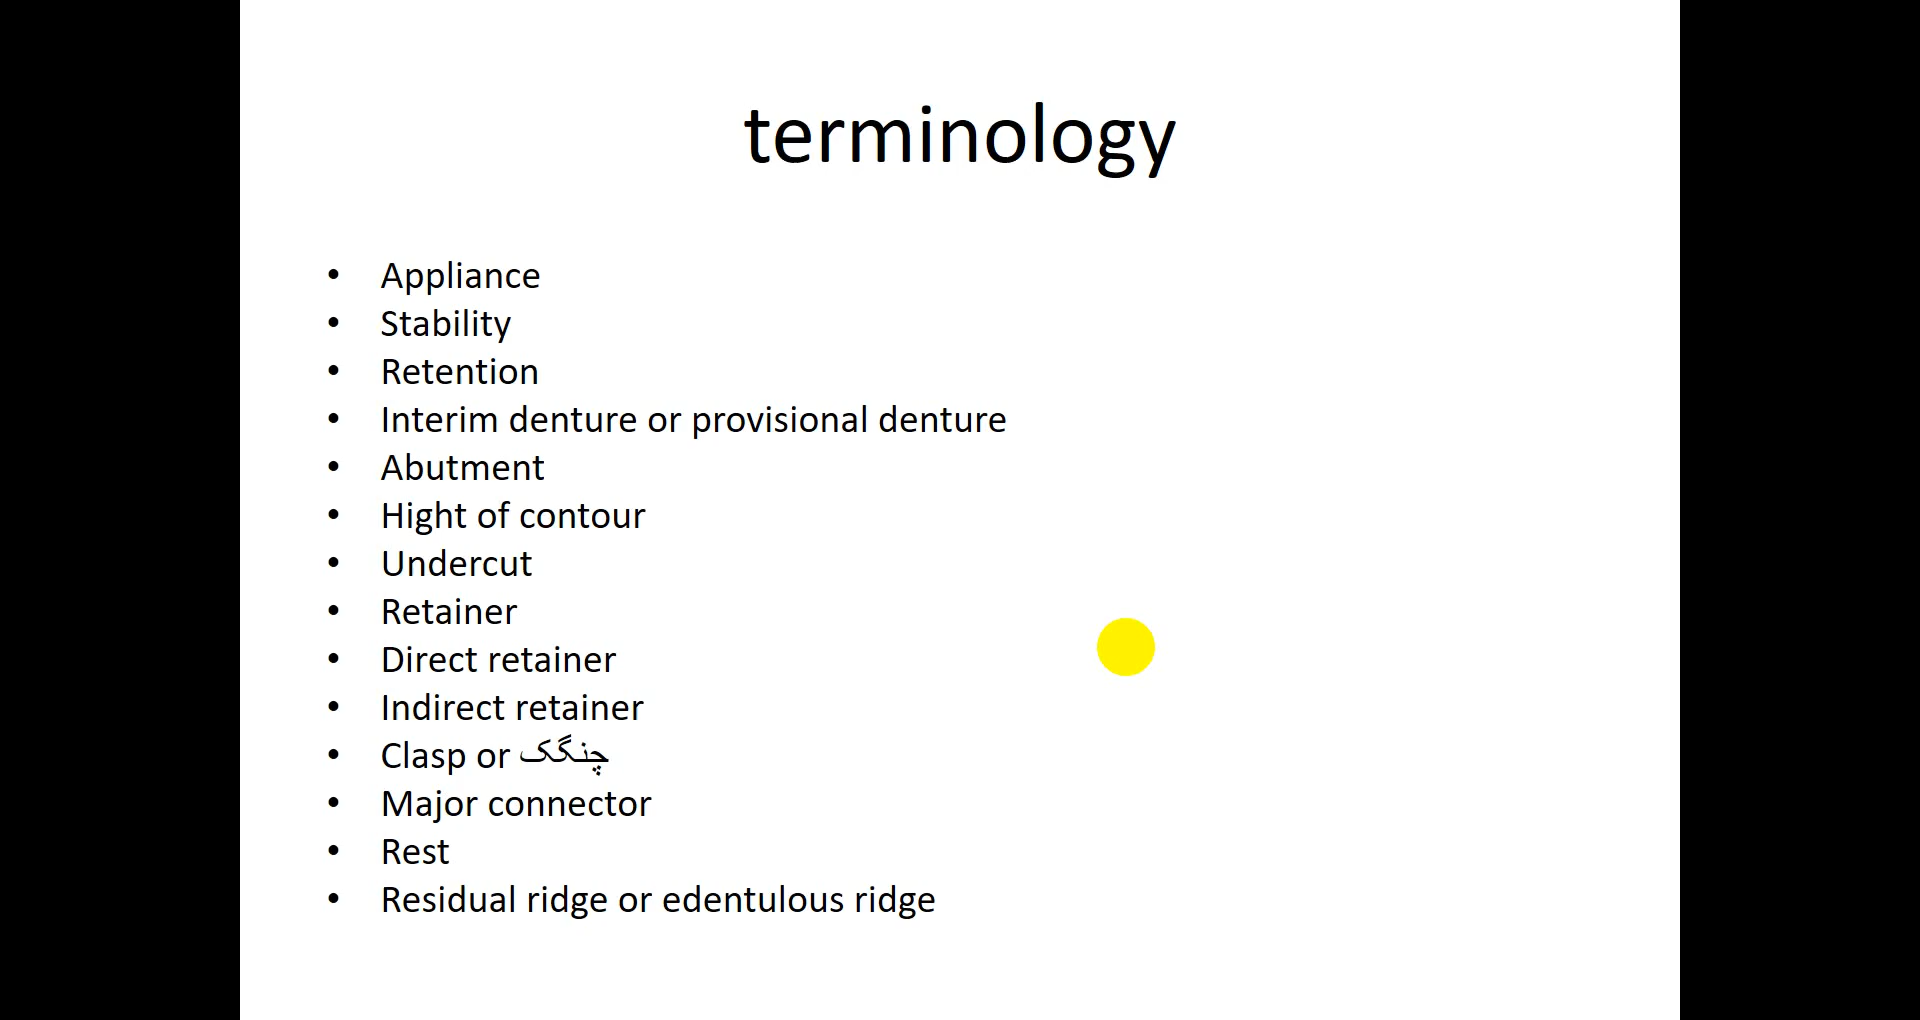 terminology
• Appliance
• Stability
• Retention
• Interim denture or provisional denture
• Abutment
• Hight of contour
• Undercut
• Retainer
• Direct retainer
• Indirect retainer
• Clasp or چنگک
• Major connector
• Rest
• Residual ridge or edentulous ridge